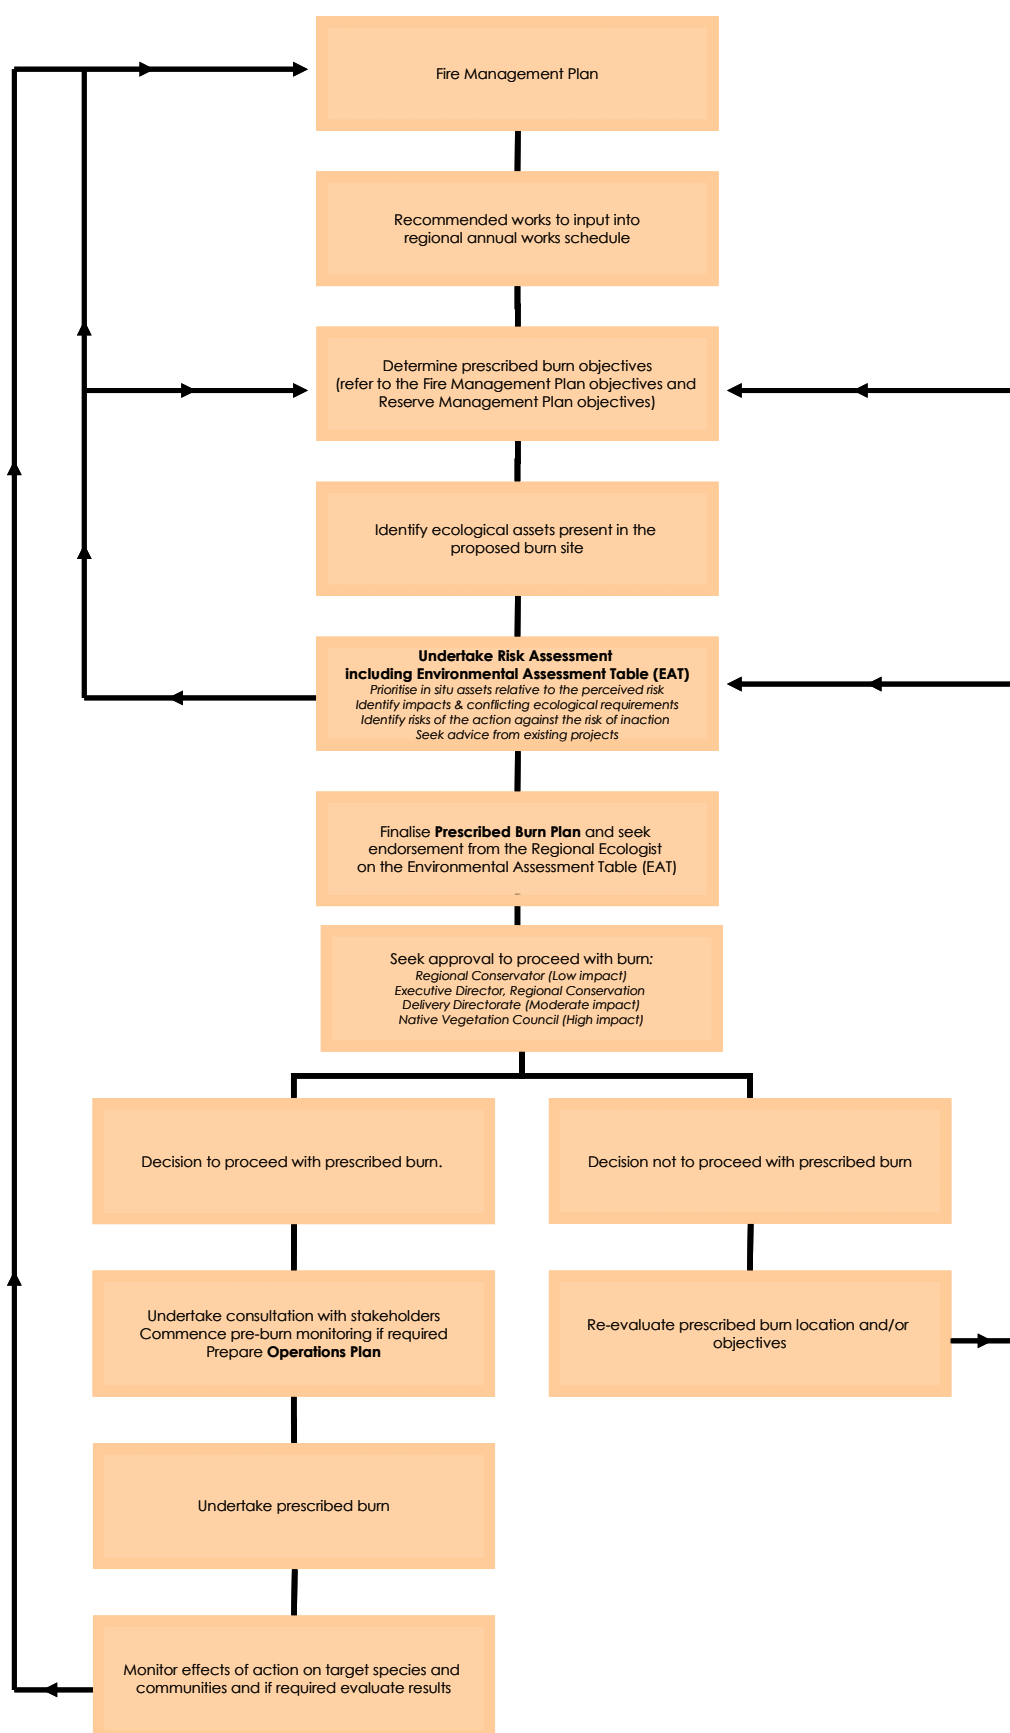 Fire Management Plan
Recommended works to input into
regional annual works schedule
Determine prescribed burn objectives
(refer to the Fire Management Plan objectives and
Reserve Management Plan objectives)
Identify ecological assets present in the
proposed burn site
Undertake Risk Assessment
including Environmental Assessment Table (EAT)
Prioritise in situ assets relative to the perceived risk
Identify impacts & conflicting ecological requirements
Identify risks of the action against the risk of inaction
Seek advice from existing projects
Finalise Prescribed Burn Plan and seek
endorsement from the Regional Ecologist
on the Environmental Assessment Table (EAT)
Seek approval to proceed with burn:
Regional Conservator (Low impact)
Executive Director, Regional Conservation
Delivery Directorate (Moderate impact)
Native Vegetation Council (High impact)
Decision to proceed with prescribed burn.
Decision not to proceed with prescribed burn
Undertake consultation with stakeholders
Commence pre-burn monitoring if required
Prepare Operations Plan
Re-evaluate prescribed burn location and/or
objectives
Undertake prescribed burn
Monitor effects of action on target species and
communities and if required evaluate results